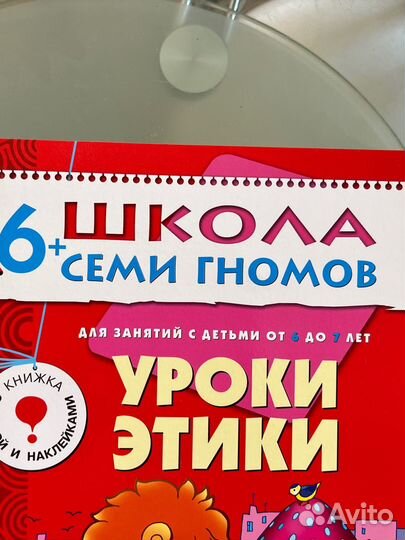 ШКОЛА
6+ СЕМИ ГНОМОВ
ДЛЯ ЗАНЯТИЙ С ДЕТЬМИ ОТ 6 ДО 7 ЛЕТ
УРОКИ
ЭТИКИ
КНИЖКА
И НАКЛЕЙКАМИ
Avito